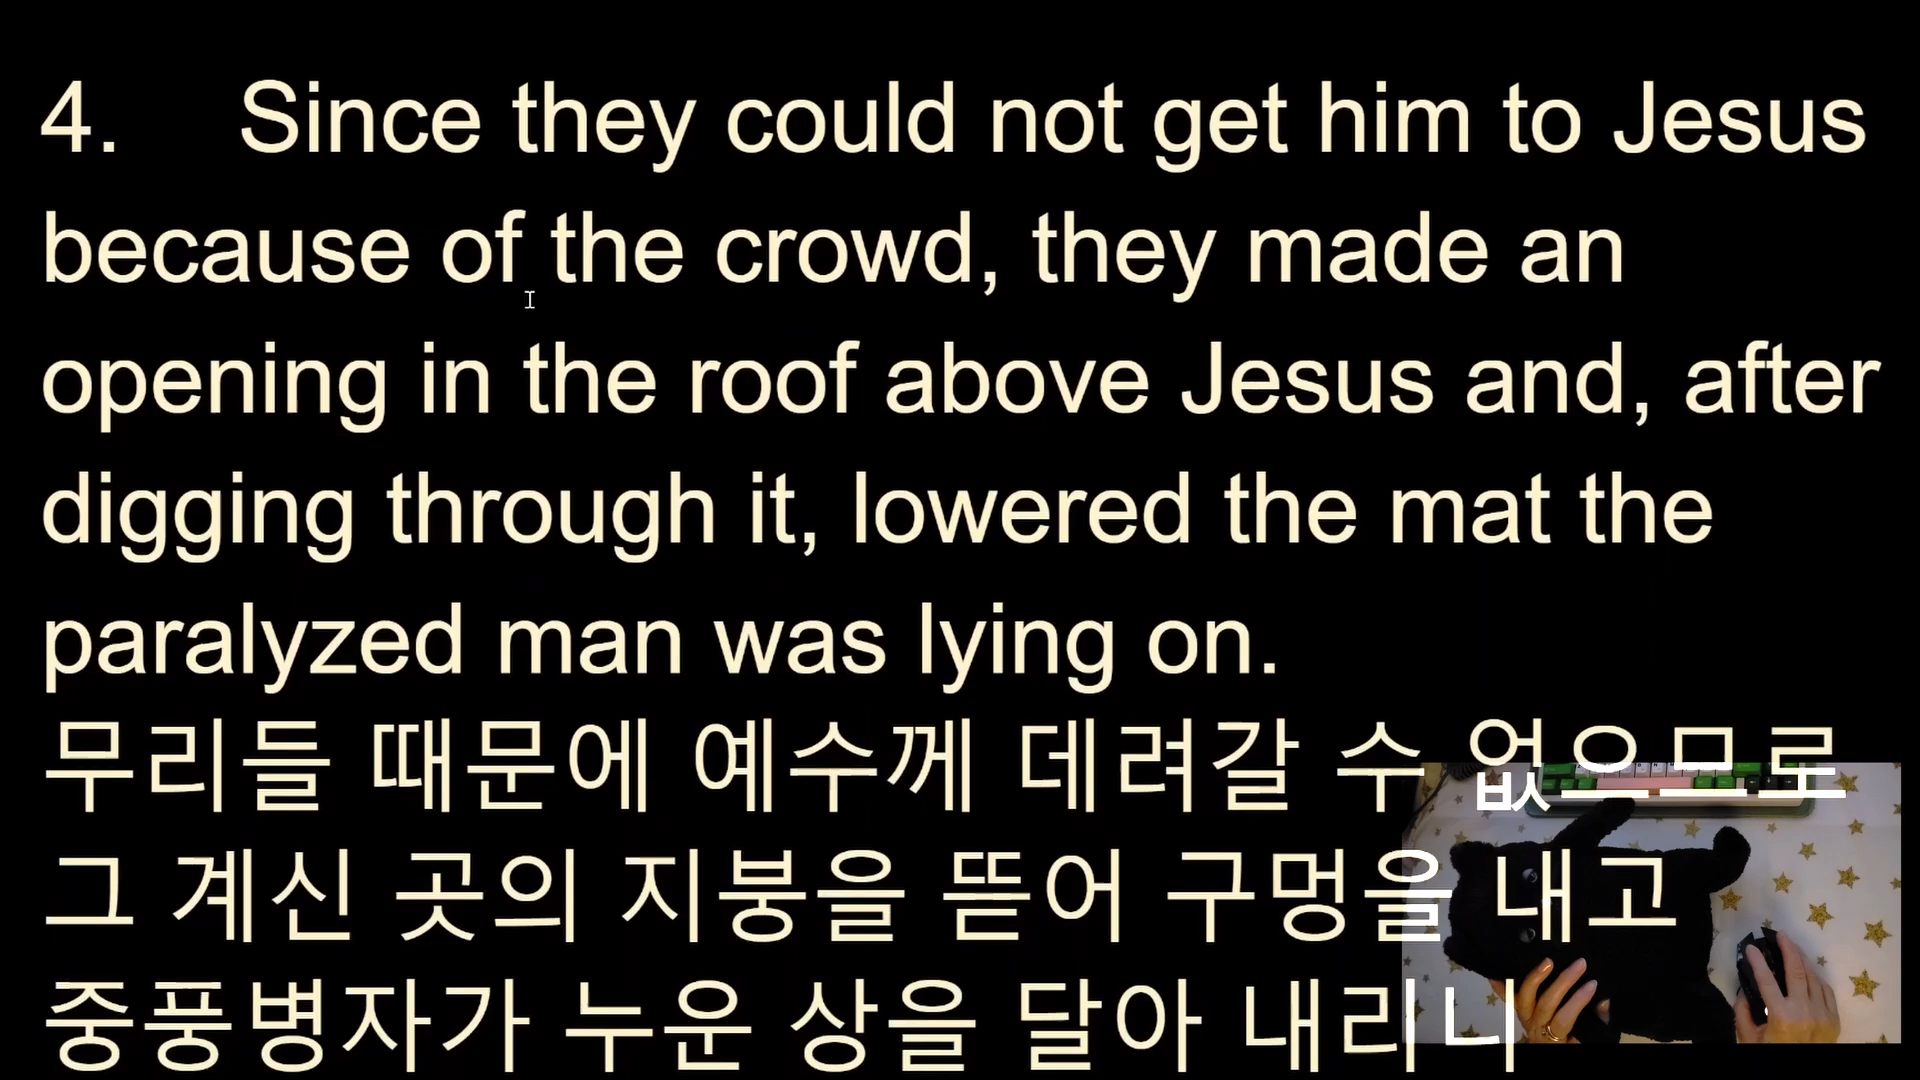 4. Since they could not get him to Jesus
because of the crowd, they made an
opening in the roof above Jesus and, after
digging through it, lowered the mat the
paralyzed man was lying on.
무리들 때문에 예수께 데려갈 수 없으므로
그 계신 곳의 지붕을 뜯어 구멍을 내고
중풍병자가 누운 상을 달아 내리니